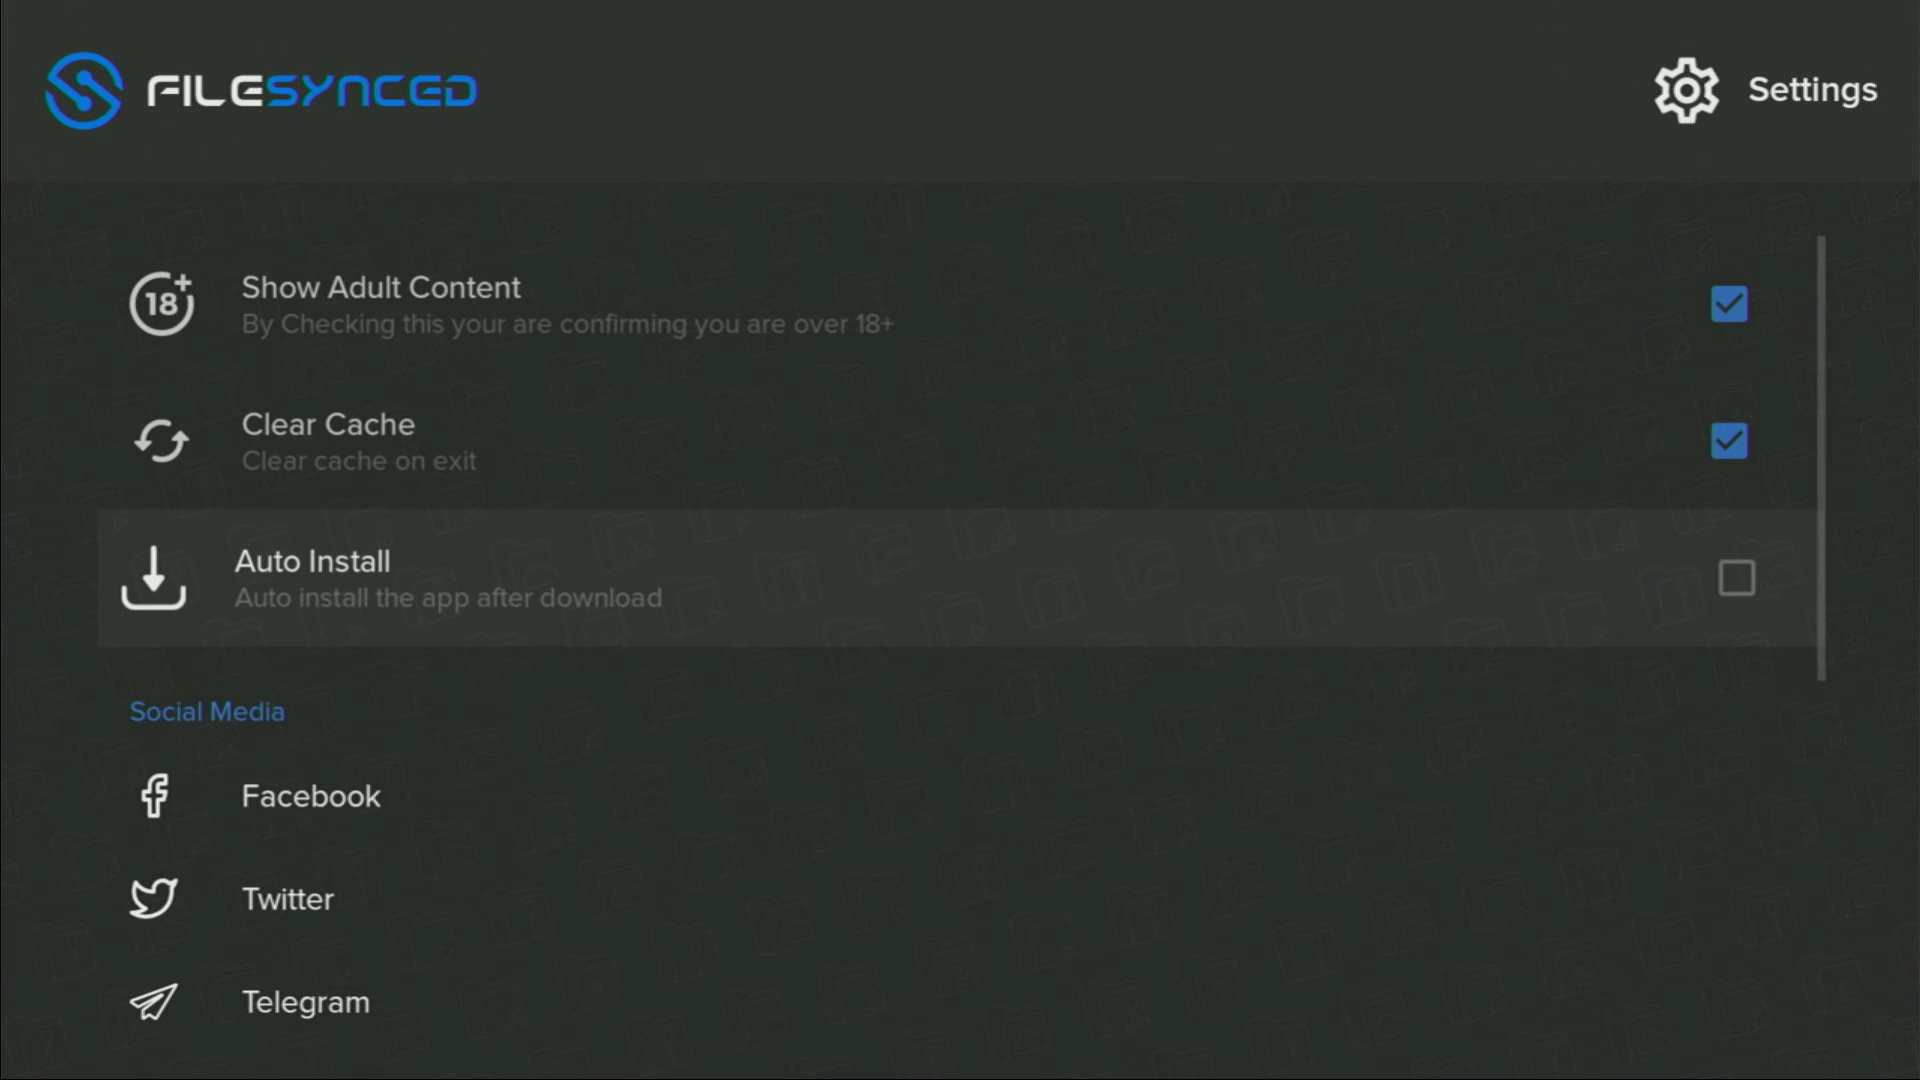 FILESYNCED
Settings
18+
Show Adult Content
By Checking this your are confirming you are over 18+
Clear Cache
Clear cache on exit
Auto Install
Auto install the app after download
Social Media
Facebook
Twitter
Telegram